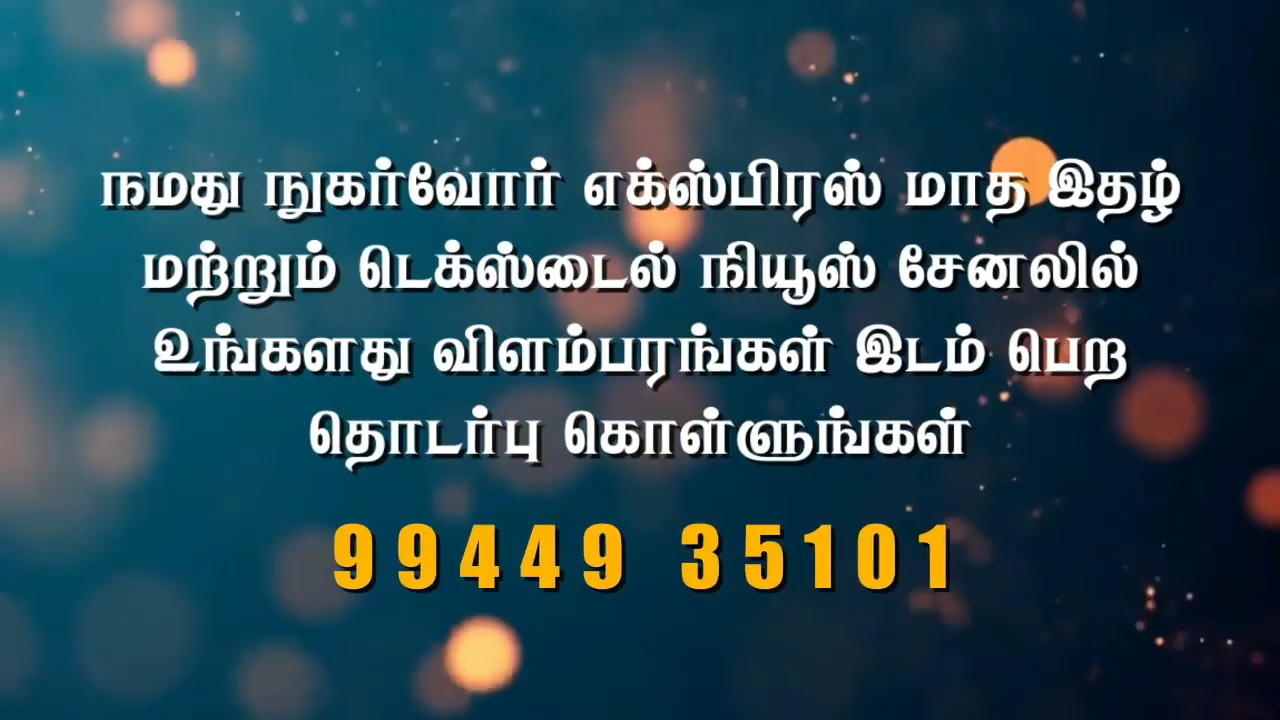 நமது நுகர்வோர் எக்ஸ்பிரஸ் மாத இதழ்
மற்றும் டெக்ஸ்டைல் நியூஸ் சேனலில்
உங்களது விளம்பரங்கள் இடம் பெற
தொடர்பு கொள்ளுங்கள்
99449 35101